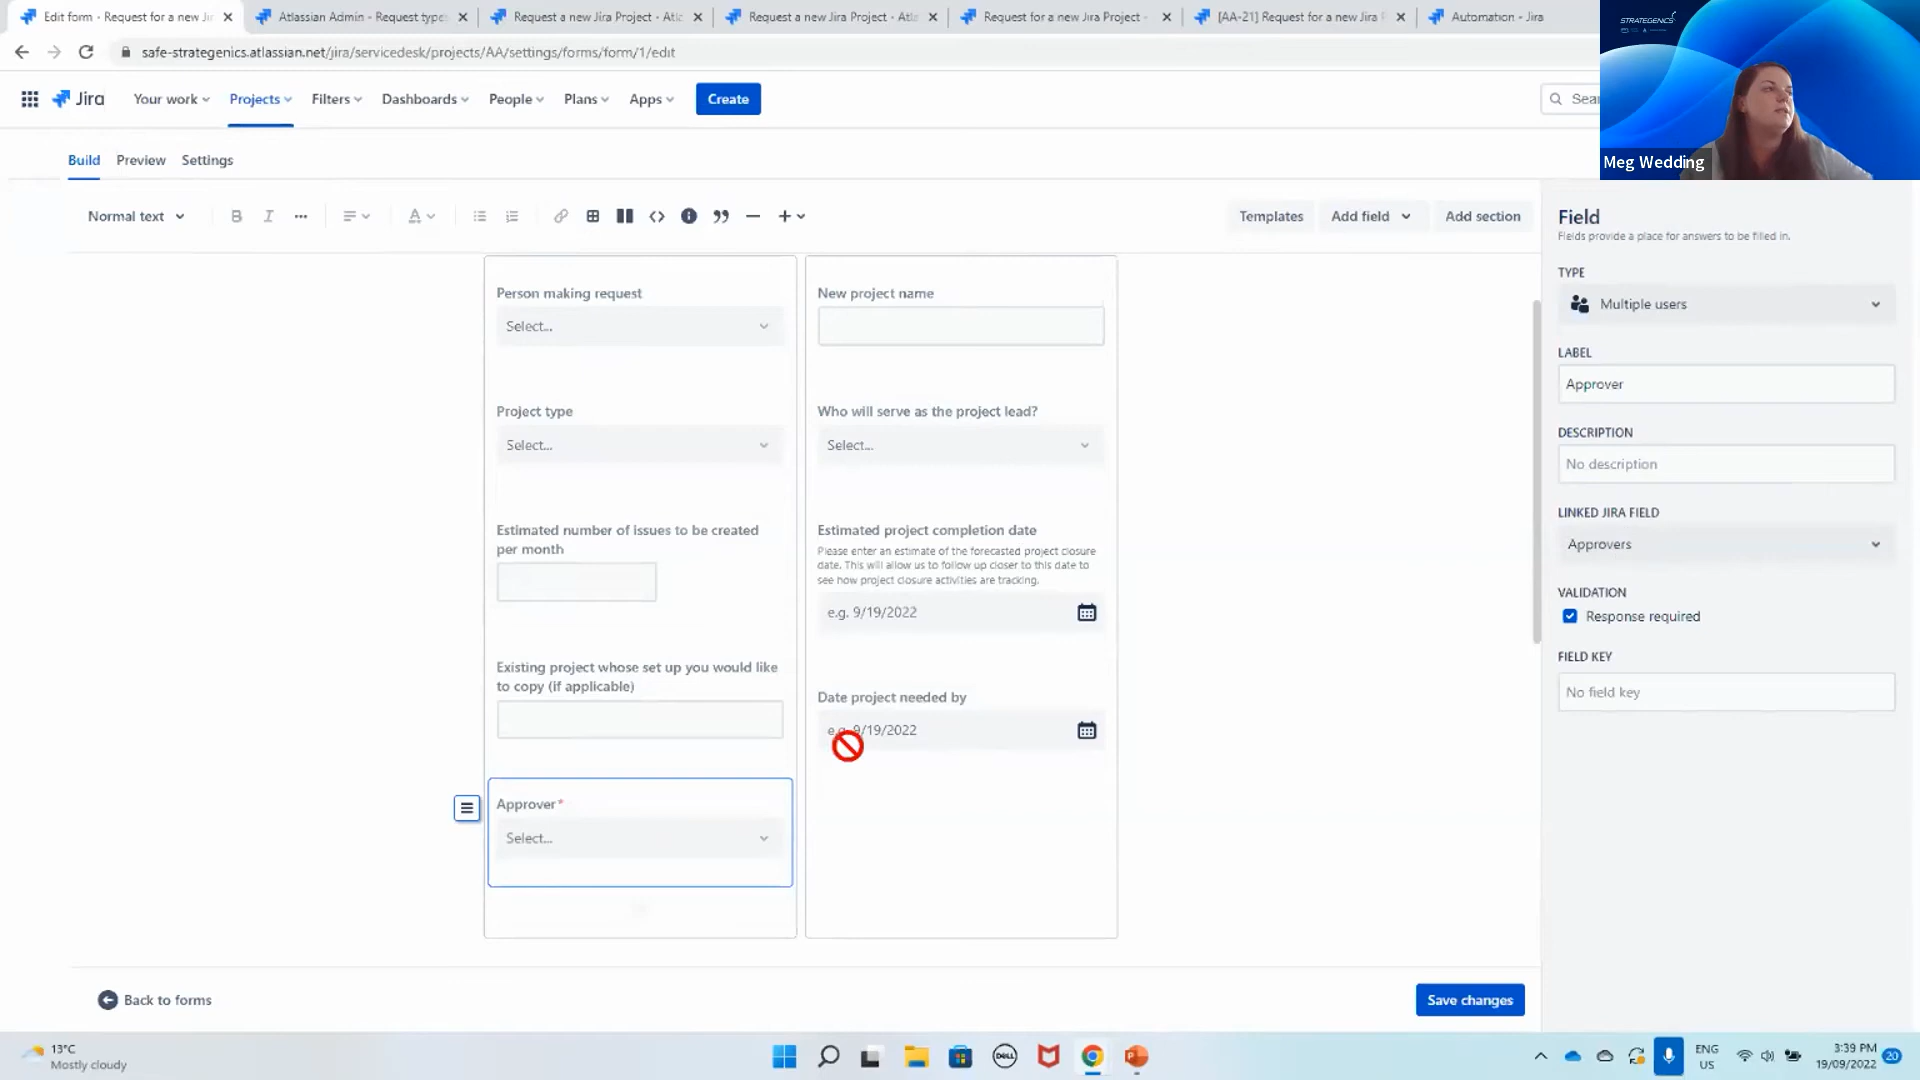 Edit form - Request for a new Jir
Atlassian Admin - Request type
Request a new Jira Project - Atl
Request a new Jira Project - Atla
Request for a new Jira Project -
[AA-21] Request for a new Jira P
Automation - Jira
safe-strategenics.atlassian.net/jira/servicedesk/projects/AA/settings/forms/form/1/edit
STRATEGENICS
Meg Wedding
Jira
Your work
Projects
Filters
Dashboards
People
Plans
Apps
Create
Sear
Build
Preview
Settings
Normal text
B
I
A
Templates
Add field
Add section
Person making request
Select...
New project name
Project type
Select...
Who will serve as the project lead?
Select...
Estimated number of issues to be created
per month
Estimated project completion date
Please enter an estimate of the forecasted project closure
date. This will allow us to follow up closer to this date to
see how project closure activities are tracking.
e.g. 9/19/2022
Existing project whose set up you would like
to copy (if applicable)
Date project needed by
e.g. 9/19/2022
Approver*
Select...
Field
Fields provide a place for answers to be filled in.
TYPE
Multiple users
LABEL
Approver
DESCRIPTION
No description
LINKED JIRA FIELD
Approvers
VALIDATION
Response required
FIELD KEY
No field key
Back to forms
Save changes
13°C
Mostly cloudy
DELL
ENG
US
3:39 PM
19/09/2022
20